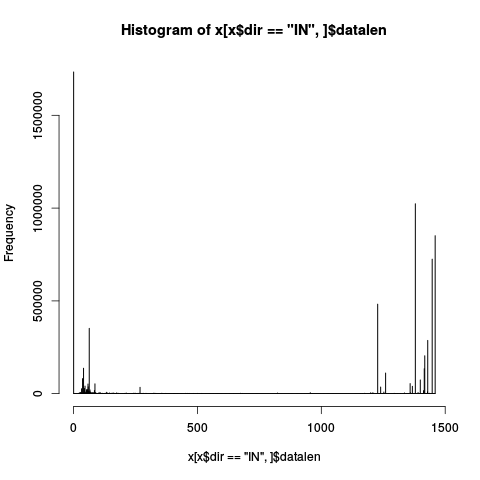 Histogram of x[x$dir == "IN", ]$datalen
Frequency
1500000
1000000
500000
0
0 500 1000 1500
x[x$dir == "IN", ]$datalen